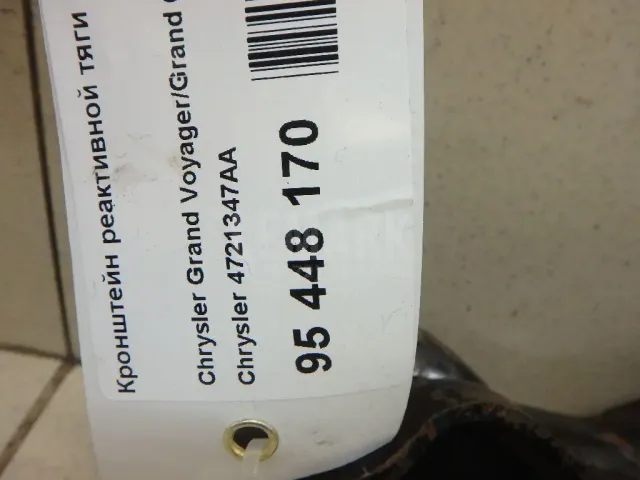 Кронштейн реактивной тяги
Chrysler Grand Voyager/Grand
Chrysler 4721347AA
95 448 170